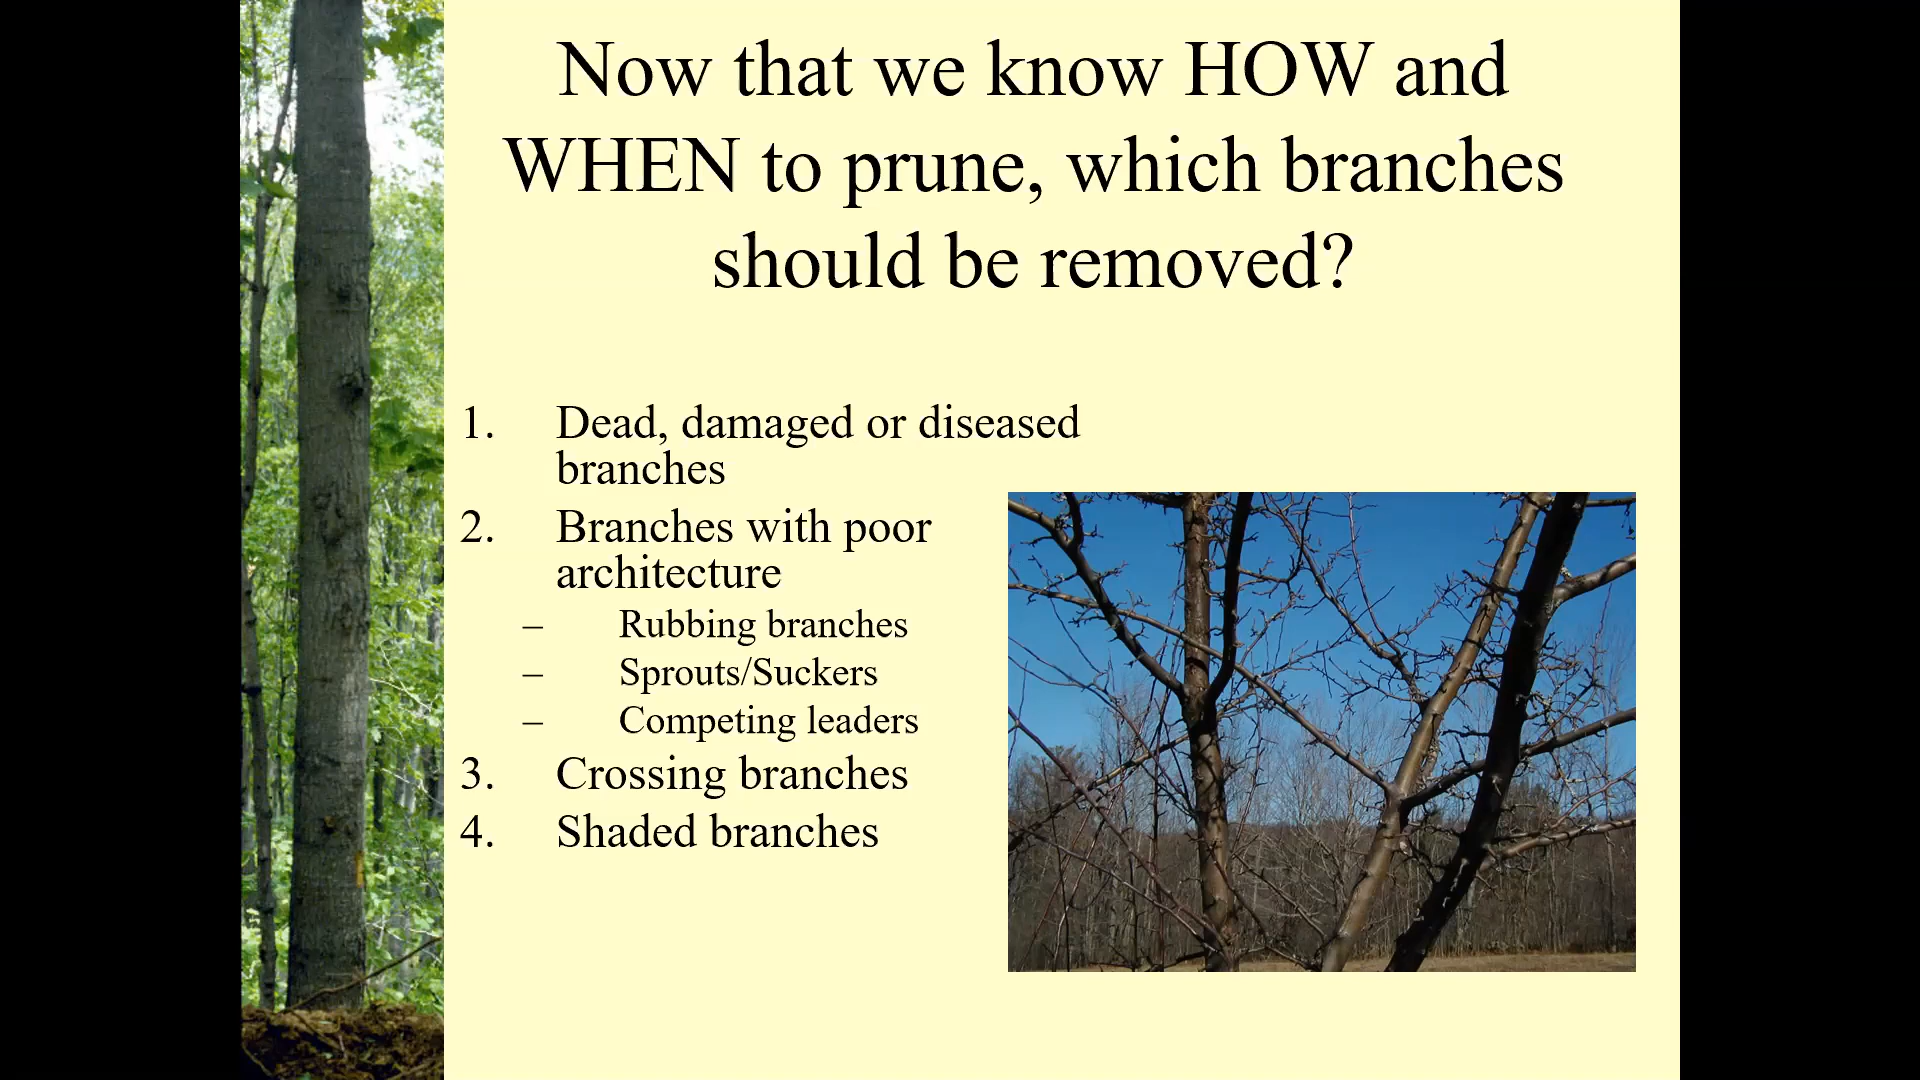 Now that we know HOW and
WHEN to prune, which branches
should be removed?
1. Dead, damaged or diseased
branches
2. Branches with poor
architecture
– Rubbing branches
– Sprouts/Suckers
– Competing leaders
3. Crossing branches
4. Shaded branches